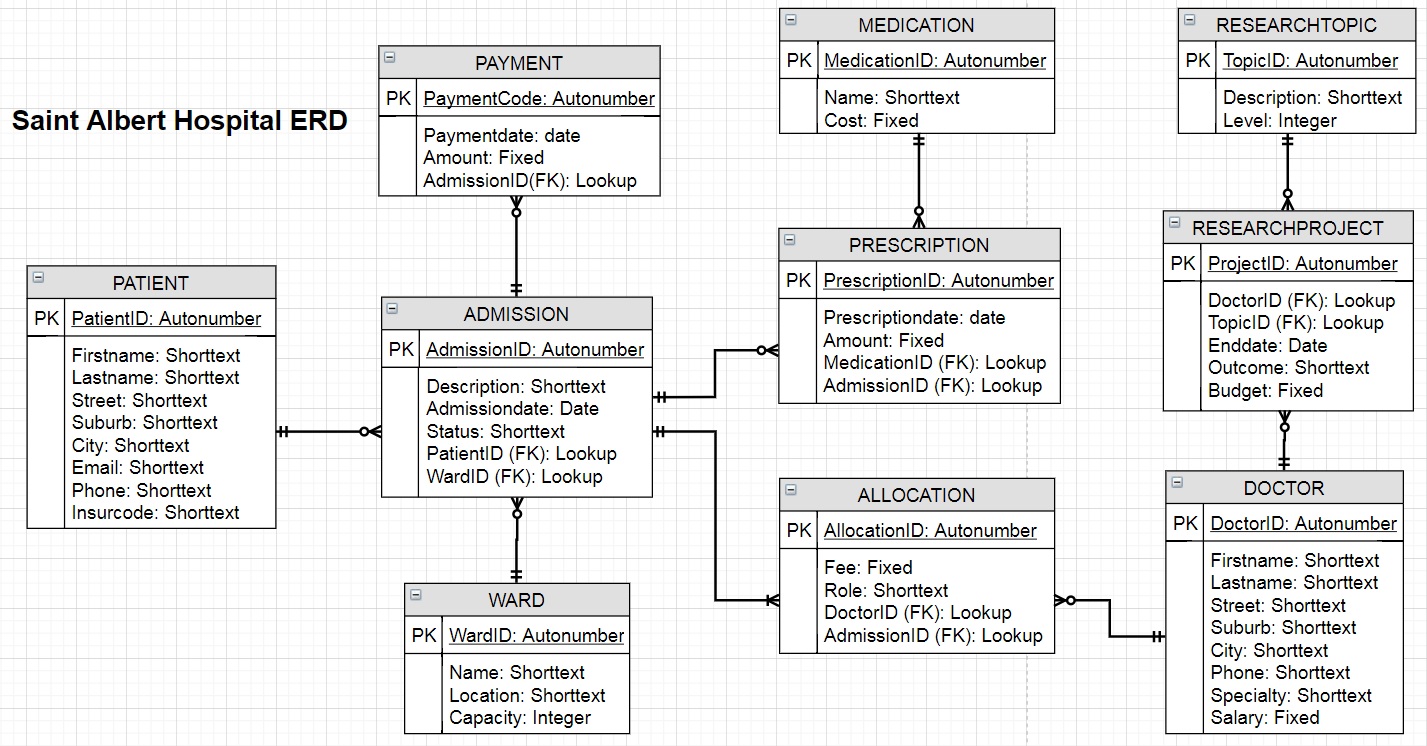 Saint Albert Hospital ERD
PAYMENT
PK PaymentCode: Autonumber
Paymentdate: date
Amount: Fixed
AdmissionID(FK): Lookup
MEDICATION
PK MedicationID: Autonumber
Name: Shorttext
Cost: Fixed
RESEARCHTOPIC
PK TopicID: Autonumber
Description: Shorttext
Level: Integer
PATIENT
PK PatientID: Autonumber
Firstname: Shorttext
Lastname: Shorttext
Street: Shorttext
Suburb: Shorttext
City: Shorttext
Email: Shorttext
Phone: Shorttext
Insurcode: Shorttext
ADMISSION
PK AdmissionID: Autonumber
Description: Shorttext
Admissiondate: Date
Status: Shorttext
PatientID (FK): Lookup
WardID (FK): Lookup
PRESCRIPTION
PK PrescriptionID: Autonumber
Prescriptiondate: date
Amount: Fixed
MedicationID (FK): Lookup
AdmissionID (FK): Lookup
RESEARCHPROJECT
PK ProjectID: Autonumber
DoctorID (FK): Lookup
TopicID (FK): Lookup
Enddate: Date
Outcome: Shorttext
Budget: Fixed
WARD
PK WardID: Autonumber
Name: Shorttext
Location: Shorttext
Capacity: Integer
ALLOCATION
PK AllocationID: Autonumber
Fee: Fixed
Role: Shorttext
DoctorID (FK): Lookup
AdmissionID (FK): Lookup
DOCTOR
PK DoctorID: Autonumber
Firstname: Shorttext
Lastname: Shorttext
Street: Shorttext
Suburb: Shorttext
City: Shorttext
Phone: Shorttext
Specialty: Shorttext
Salary: Fixed